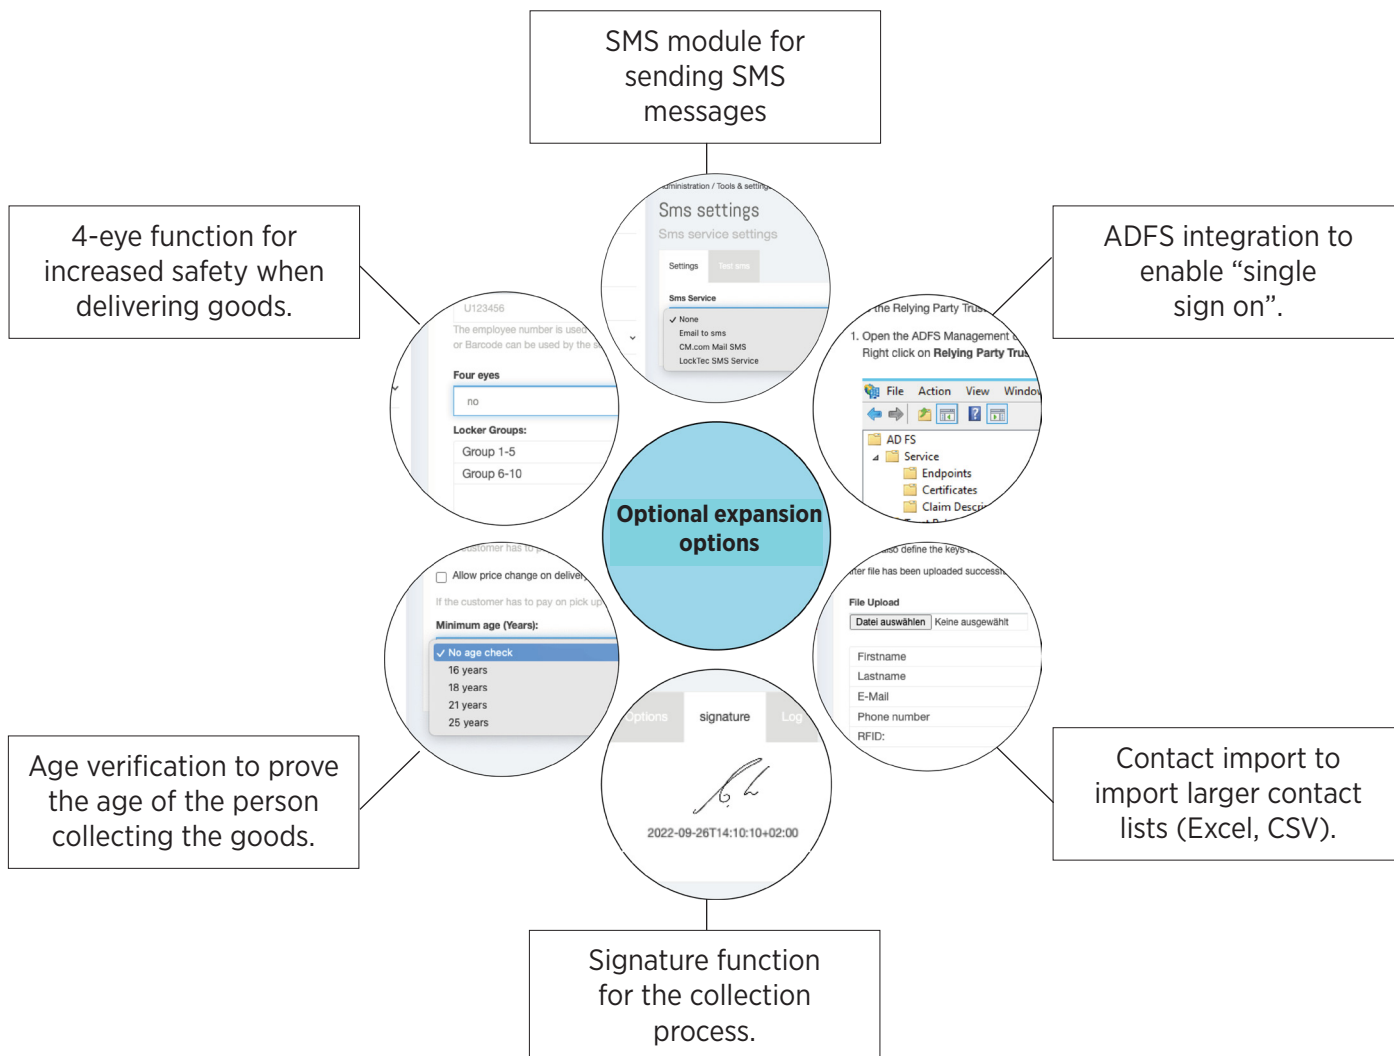 SMS module for
sending SMS
messages
4-eye function for
increased safety when
delivering goods.
ADFS integration to
enable “single
sign on”.
Administration / Tools & settings
Sms settings
Sms service settings
Settings
Test sms
Sms Service
✓ None
Email to sms
CM.com Mail SMS
LockTec SMS Service
U123456
The employee number is used
or Barcode can be used by the
Four eyes
no
Locker Groups:
Group 1-5
Group 6-10
the Relying Party Trust
1. Open the ADFS Management
Right click on Relying Party Trus
File Action View Window
AD FS
Service
Endpoints
Certificates
Claim Descri
Optional expansion
options
customer has to
Allow price change on delivery
If the customer has to pay on pick up
Minimum age (Years):
✓ No age check
16 years
18 years
21 years
25 years
also define the keys
after file has been uploaded success
File Upload
Datei auswählen Keine ausgewählt
Firstname
Lastname
E-Mail
Phone number
RFID:
Options
signature
Log
2022-09-26T14:10:10+02:00
Age verification to prove
the age of the person
collecting the goods.
Contact import to
import larger contact
lists (Excel, CSV).
Signature function
for the collection
process.